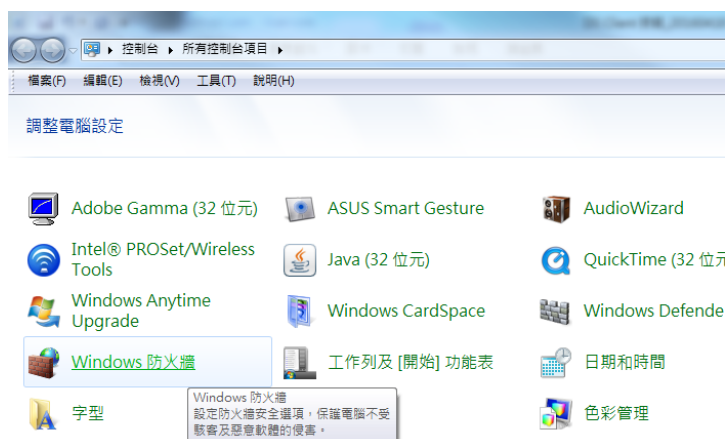 控制台 ▸ 所有控制台項目 ▸
檔案(F) 編輯(E) 檢視(V) 工具(T) 說明(H)
調整電腦設定
Adobe Gamma (32 位元) ASUS Smart Gesture AudioWizard
Intel® PROSet/Wireless Tools Java (32 位元) QuickTime (32 位元
Windows Anytime Upgrade Windows CardSpace Windows Defende
Windows 防火牆 工作列及 [開始] 功能表 日期和時間
字型 色彩管理
Windows 防火牆
設定防火牆安全選項，保護電腦不受
駭客及惡意軟體的侵害。